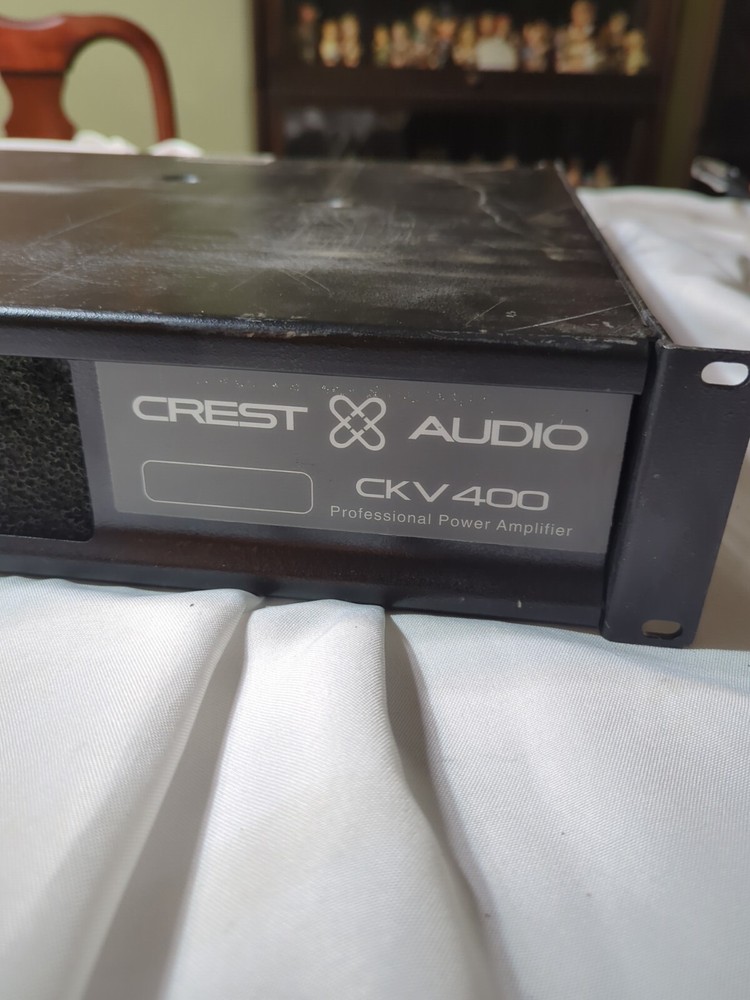 CREST AUDIO
CKV400
Professional Power Amplifier